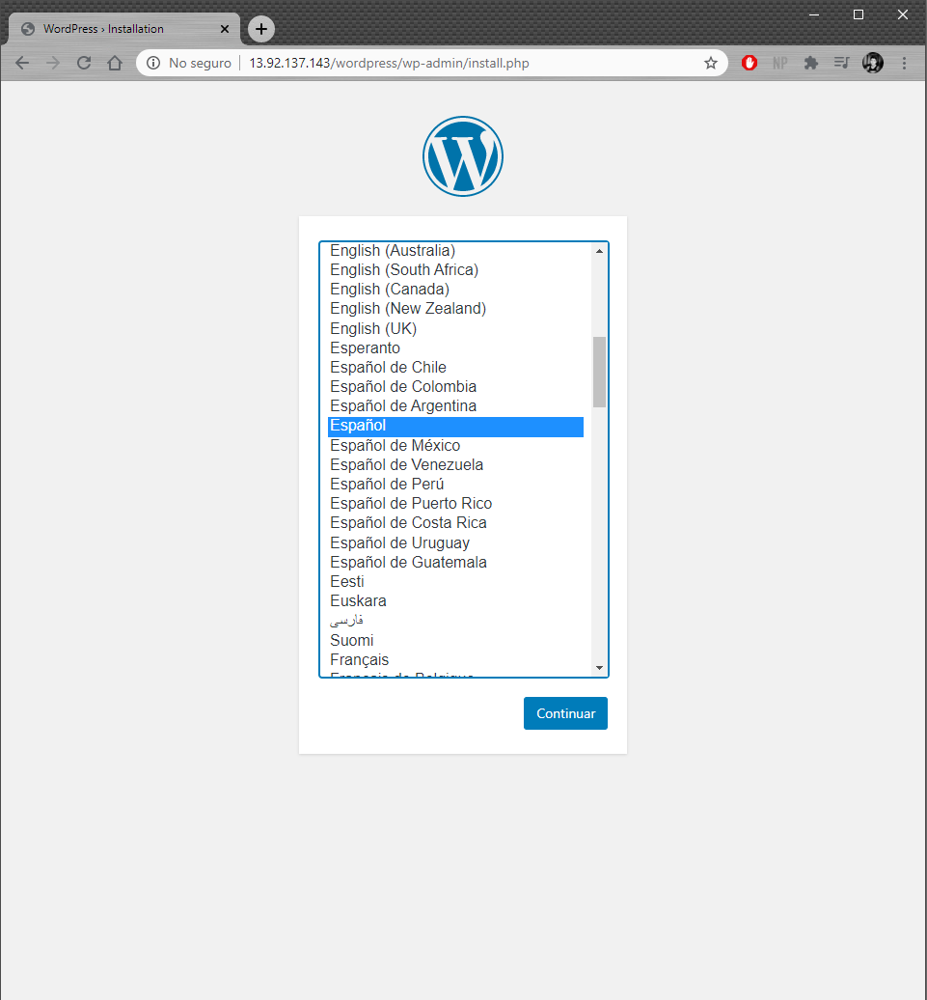 WordPress › Installation
No seguro
13.92.137.143/wordpress/wp-admin/install.php
NP
English (Australia)
English (South Africa)
English (Canada)
English (New Zealand)
English (UK)
Esperanto
Español de Chile
Español de Colombia
Español de Argentina
Español
Español de México
Español de Venezuela
Español de Perú
Español de Puerto Rico
Español de Costa Rica
Español de Uruguay
Español de Guatemala
Eesti
Euskara
فارسی
Suomi
Français
Français de Belgique
Continuar